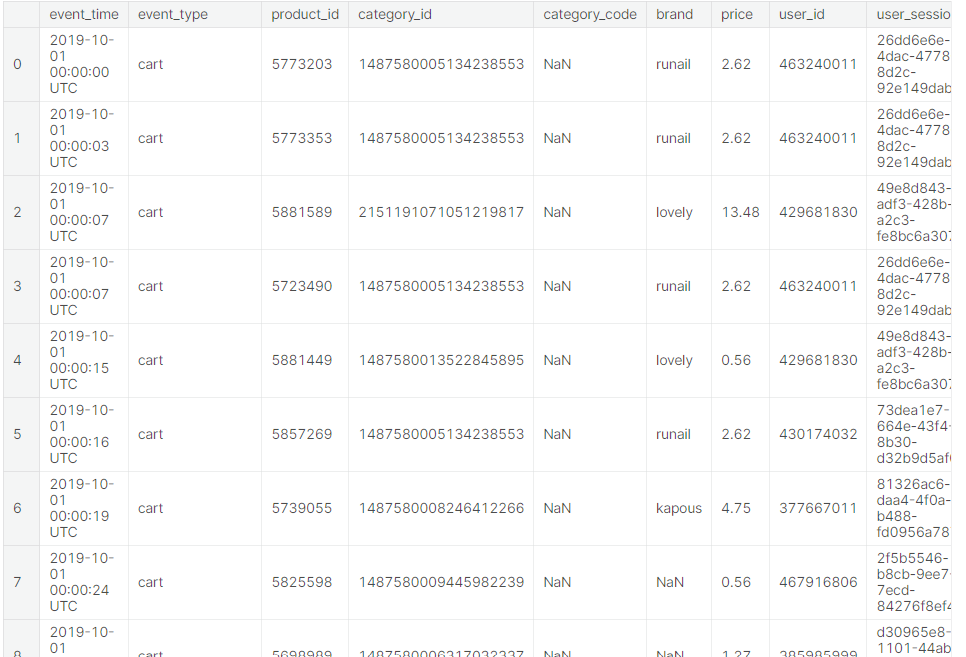 event_time event_type product_id category_id category_code brand price user_id user_sessio
0
2019-10-
01
00:00:00
UTC
cart 5773203 1487580005134238553 NaN runail 2.62 463240011
26dd6e6e-
4dac-4778
8d2c-
92e149dab
1
2019-10-
01
00:00:03
UTC
cart 5773353 1487580005134238553 NaN runail 2.62 463240011
26dd6e6e-
4dac-4778
8d2c-
92e149dab
2
2019-10-
01
00:00:07
UTC
cart 5881589 2151191071051219817 NaN lovely 13.48 429681830
49e8d843-
adf3-428b-
a2c3-
fe8bc6a307
3
2019-10-
01
00:00:07
UTC
cart 5723490 1487580005134238553 NaN runail 2.62 463240011
26dd6e6e-
4dac-4778
8d2c-
92e149dab
4
2019-10-
01
00:00:15
UTC
cart 5881449 1487580013522845895 NaN lovely 0.56 429681830
49e8d843-
adf3-428b-
a2c3-
fe8bc6a307
5
2019-10-
01
00:00:16
UTC
cart 5857269 1487580005134238553 NaN runail 2.62 430174032
73dea1e7-
664e-43f4-
8b30-
d32b9d5af
6
2019-10-
01
00:00:19
UTC
cart 5739055 1487580008246412266 NaN kapous 4.75 377667011
81326ac6-
daa4-4f0a-
b488-
fd0956a78
7
2019-10-
01
00:00:24
UTC
cart 5825598 1487580009445982239 NaN NaN 0.56 467916806
2f5b5546-
b8cb-9ee7
7ecd-
84276f8ef4
8
2019-10-
01
cart 5698989 1487580006317032337 NaN NaN 1.27 385985999
d30965e8-
1101-44ab